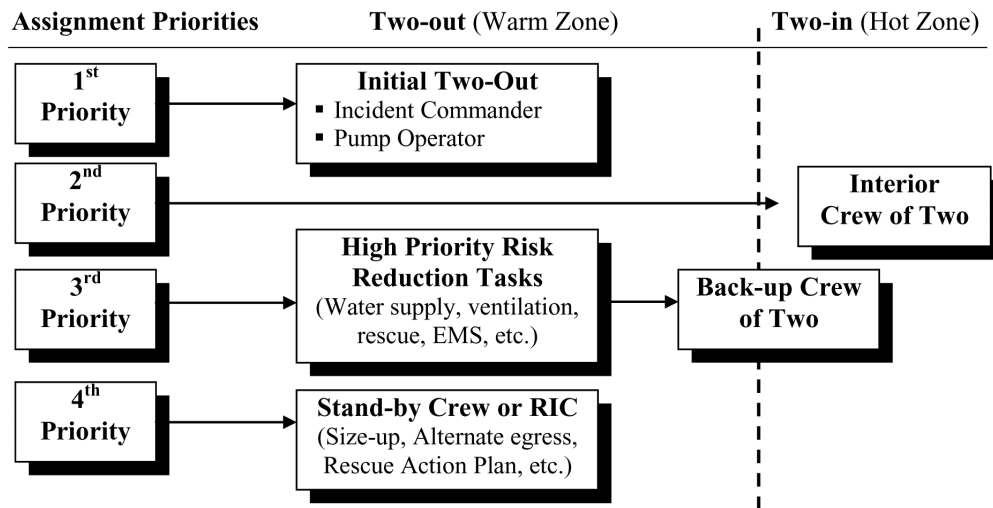 Assignment Priorities Two-out (Warm Zone) Two-in (Hot Zone)
1st
Priority
Initial Two-Out
▪ Incident Commander
▪ Pump Operator
2nd
Priority
Interior
Crew of Two
3rd
Priority
High Priority Risk
Reduction Tasks
(Water supply, ventilation,
rescue, EMS, etc.)
Back-up Crew
of Two
4th
Priority
Stand-by Crew or RIC
(Size-up, Alternate egress,
Rescue Action Plan, etc.)